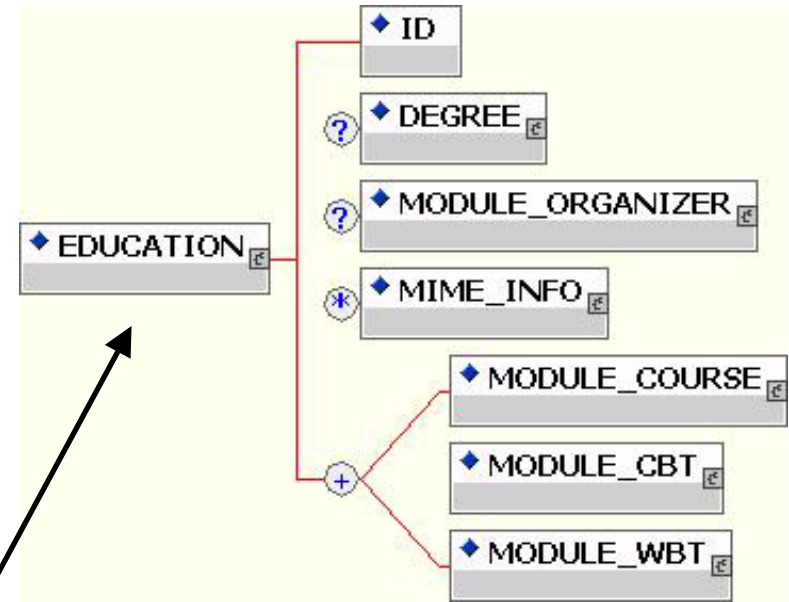 ID
? DEGREE
? MODULE_ORGANIZER
EDUCATION
* MIME_INFO
MODULE_COURSE
+ MODULE_CBT
MODULE_WBT